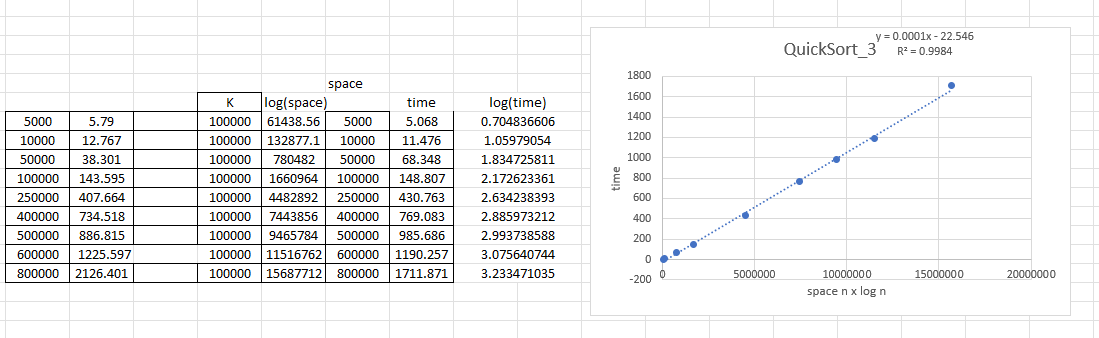 space
K log(space) time log(time)
5000 5.79 100000 61438.56 5000 5.068 0.704836606
10000 12.767 100000 132877.1 10000 11.476 1.05979054
50000 38.301 100000 780482 50000 68.348 1.834725811
100000 143.595 100000 1660964 100000 148.807 2.172623361
250000 407.664 100000 4482892 250000 430.763 2.634238393
400000 734.518 100000 7443856 400000 769.083 2.885973212
500000 886.815 100000 9465784 500000 985.686 2.993738588
600000 1225.597 100000 11516762 600000 1190.257 3.075640744
800000 2126.401 100000 15687712 800000 1711.871 3.233471035
y = 0.0001x - 22.546
QuickSort_3
R² = 0.9984
1800
1600
1400
1200
1000
800
600
400
200
0
-200
time
0 5000000 10000000 15000000 20000000
space n x log n